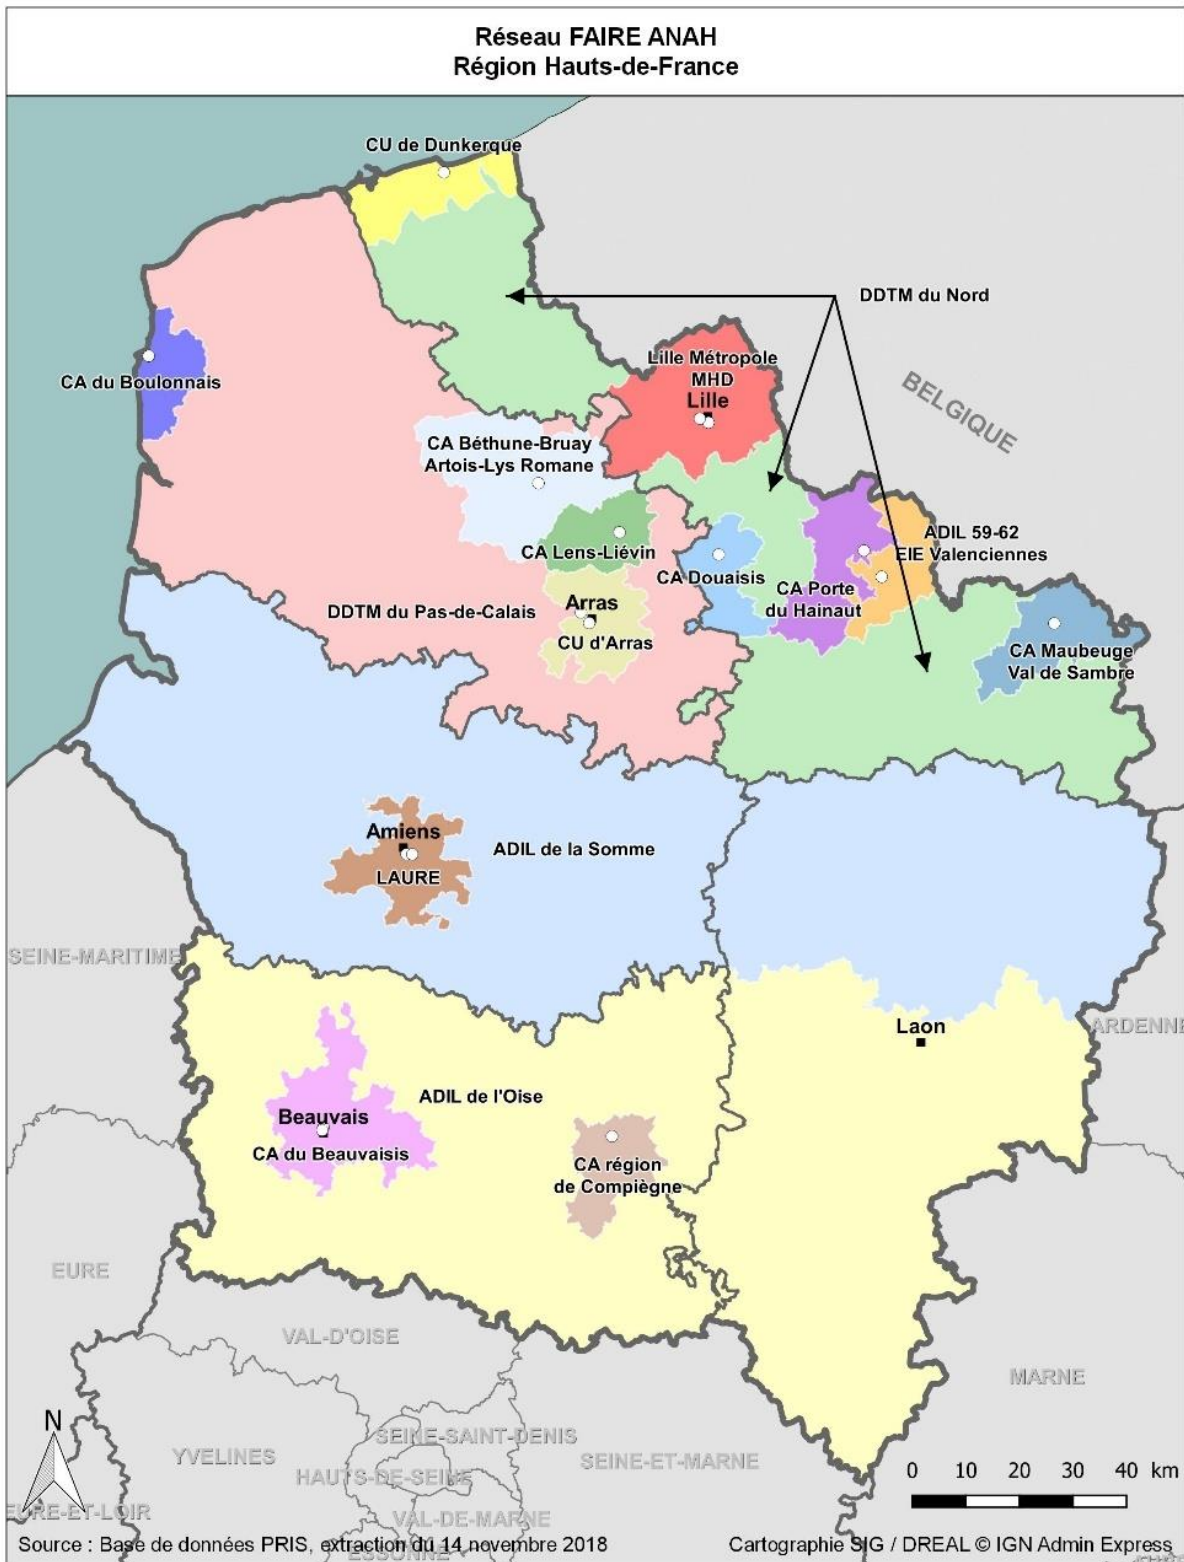 Réseau FAIRE ANAH
Région Hauts-de-France
CU de Dunkerque
DDTM du Nord
Lille Métropole
MHD
Lille
CA du Boulonnais
BELGIQUE
CA Béthune-Bruay
Artois-Lys Romane
ADIL 59-62
EIE Valenciennes
CA Lens-Liévin
CA Douaisis
CA Porte
du Hainaut
DDTM du Pas-de-Calais
Arras
CU d'Arras
CA Maubeuge
Val de Sambre
Amiens
LAURE
ADIL de la Somme
SEINE-MARITIME
Laon
ARDENNE
ADIL de l'Oise
Beauvais
CA du Beauvaisis
CA région
de Compiègne
EURE
VAL-D'OISE
MARNE
SEINE-SAINT-DENIS
YVELINES
HAUTS-DE-SEINE
SEINE-ET-MARNE
N
0 10 20 30 40 km
EURE-ET-LOIR
VAL-DE-MARNE
Source : Base de données PRIS, extraction du 14 novembre 2018
Cartographie SIG / DREAL © IGN Admin Express
ESSONNE